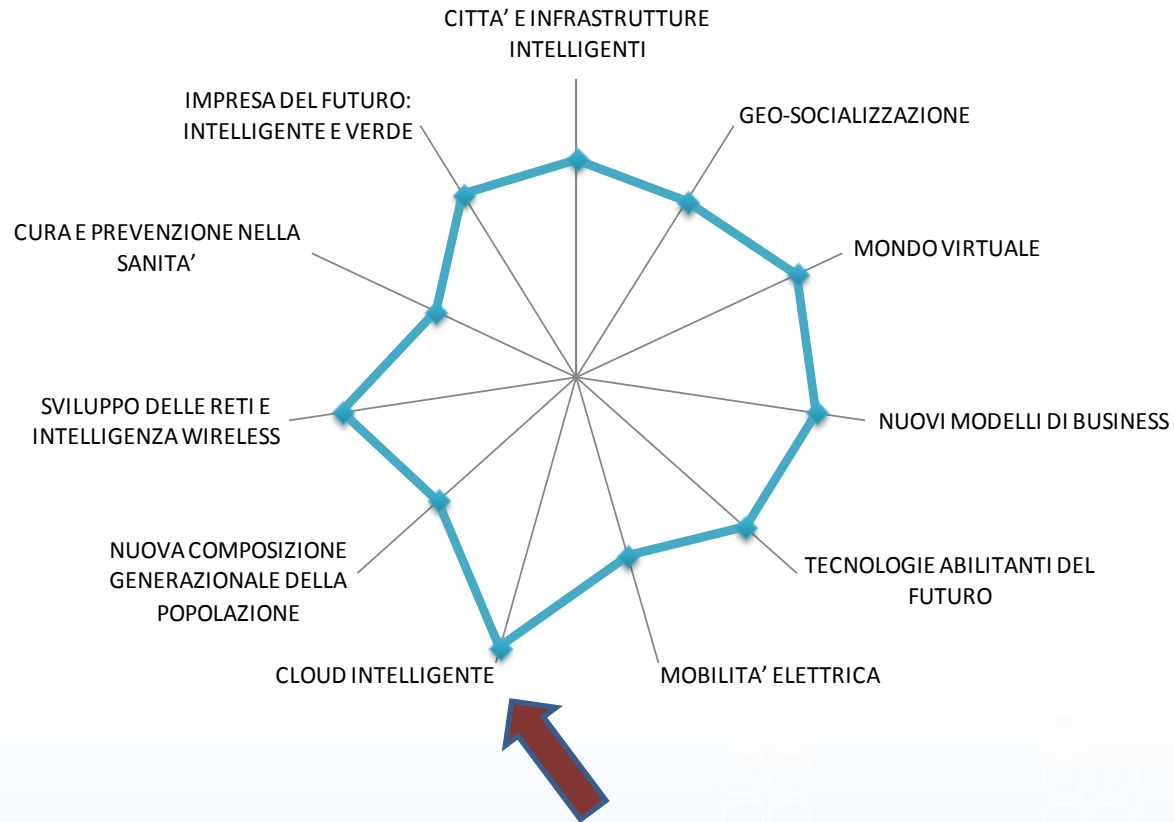 CITTA' E INFRASTRUTTURE
INTELLIGENTI
GEO-SOCIALIZZAZIONE
MONDO VIRTUALE
NUOVI MODELLI DI BUSINESS
TECNOLOGIE ABILITANTI DEL
FUTURO
MOBILITA' ELETTRICA
CLOUD INTELLIGENTE
NUOVA COMPOSIZIONE
GENERAZIONALE DELLA
POPOLAZIONE
SVILUPPO DELLE RETI E
INTELLIGENZA WIRELESS
CURA E PREVENZIONE NELLA
SANITA'
IMPRESA DEL FUTURO:
INTELLIGENTE E VERDE